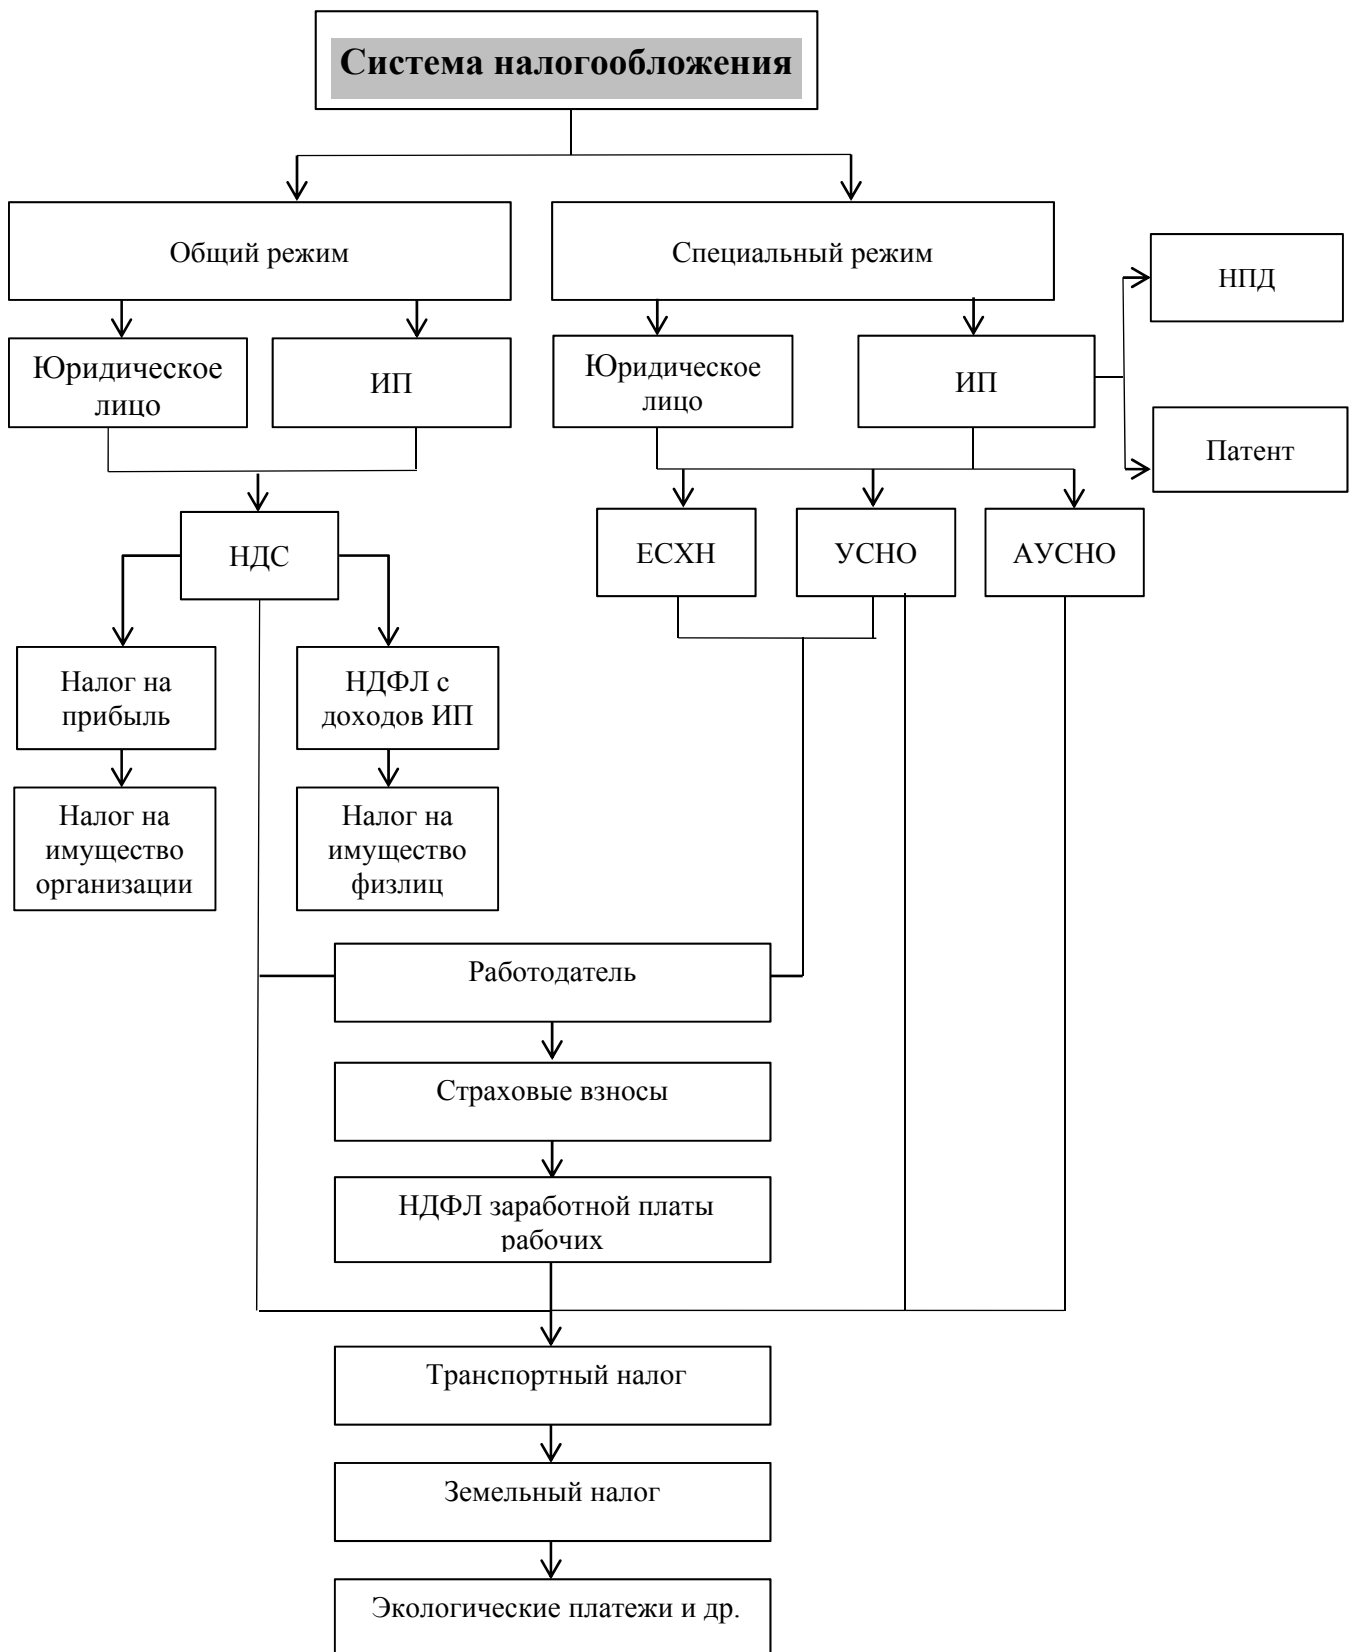 Система налогообложения
Общий режим
Специальный режим
НПД
Юридическое
лицо
ИП
Юридическое
лицо
ИП
Патент
НДС
ЕСХН
УСНО
АУСНО
Налог на
прибыль
НДФЛ с
доходов ИП
Налог на
имущество
организации
Налог на
имущество
физлиц
Работодатель
Страховые взносы
НДФЛ заработной платы
рабочих
Транспортный налог
Земельный налог
Экологические платежи и др.